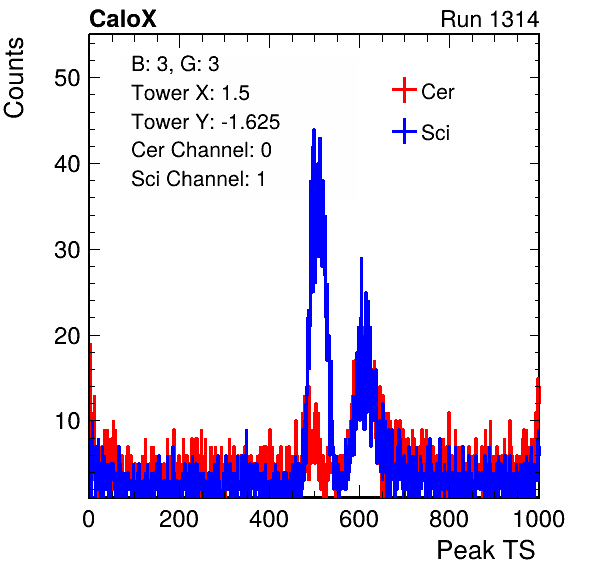 CaloX
Run 1314
Counts
B: 3, G: 3
Tower X: 1.5
Tower Y: -1.625
Cer Channel: 0
Sci Channel: 1
Cer
Sci
50
40
30
20
10
0 200 400 600 800 1000
Peak TS